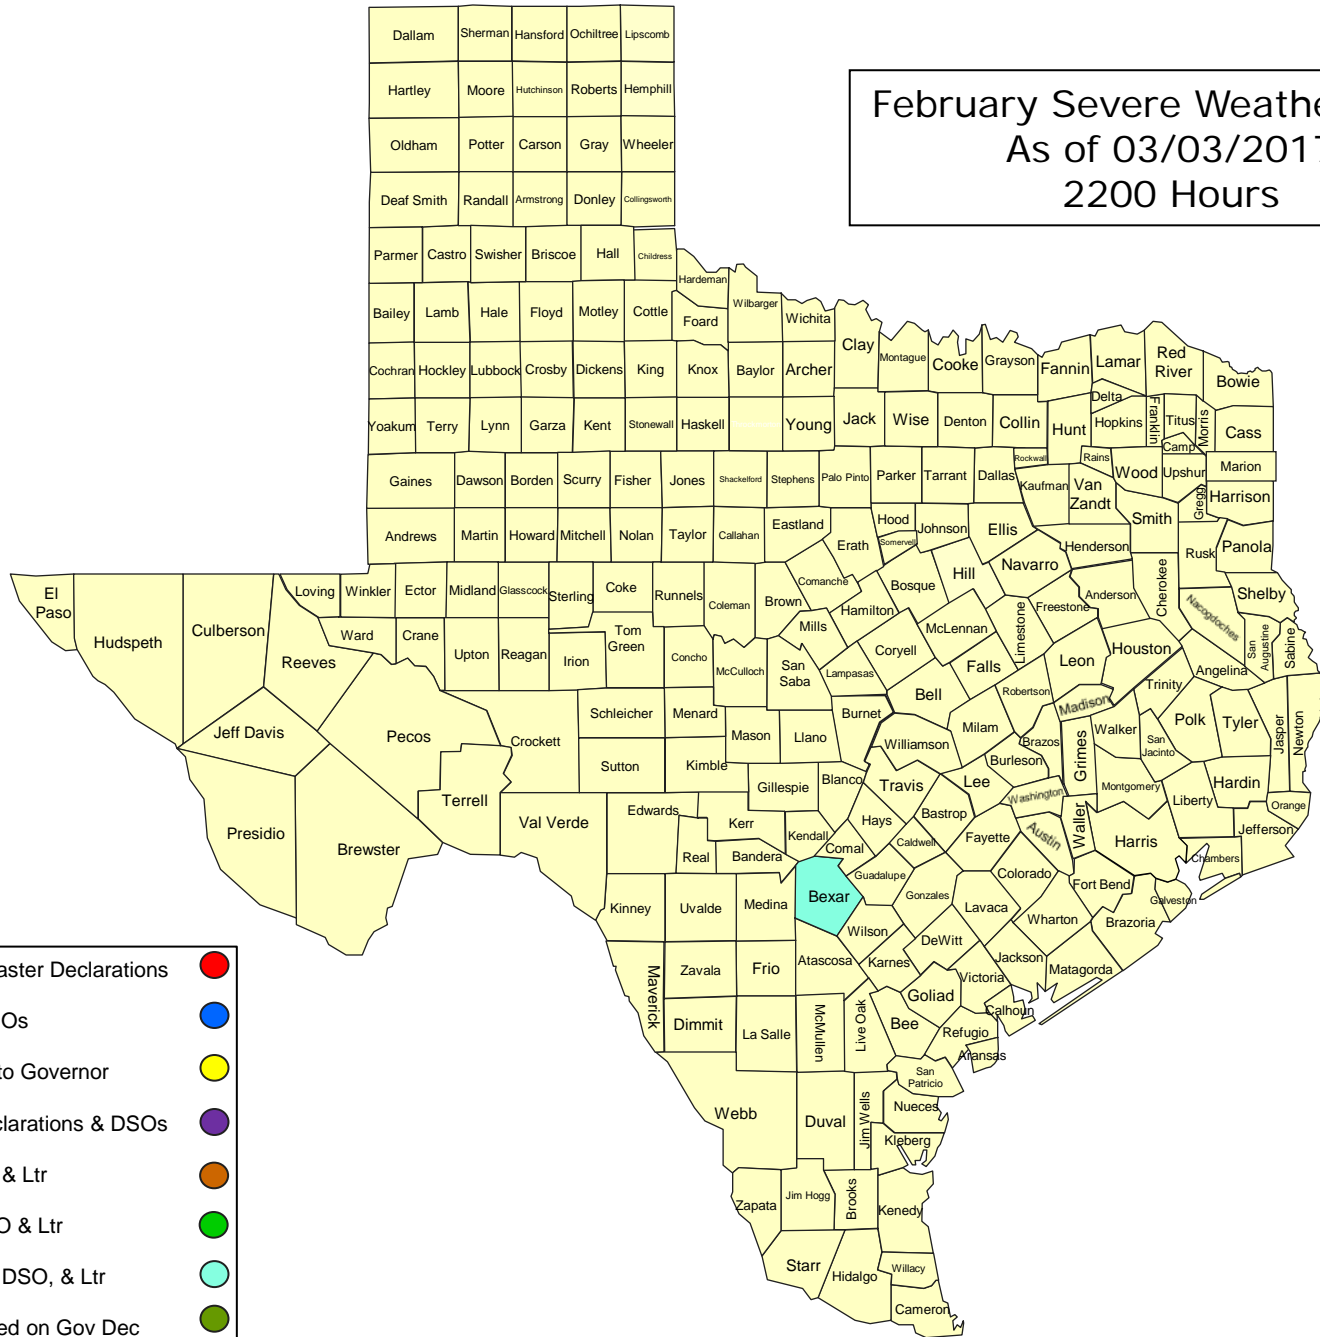 February Severe Weathe
As of 03/03/2017
2200 Hours
Dallam Sherman Hansford Ochiltree Lipscomb
Hartley Moore Hutchinson Roberts Hemphill
Oldham Potter Carson Gray Wheeler
Deaf Smith Randall Armstrong Donley Collingsworth
Parmer Castro Swisher Briscoe Hall Childress
Hardeman
Bailey Lamb Hale Floyd Motley Cottle Foard Wilbarger Wichita
Clay Montague Cooke Grayson Fannin Lamar Red River Bowie
Cochran Hockley Lubbock Crosby Dickens King Knox Baylor Archer
Delta
Yoakum Terry Lynn Garza Kent Stonewall Haskell Young Jack Wise Denton Collin Hunt Hopkins Franklin Titus Morris Cass
Camp
Rockwall Rains Wood Upshur Marion
Gaines Dawson Borden Scurry Fisher Jones Shackelford Stephens Palo Pinto Parker Tarrant Dallas Kaufman Van Zandt Gregg Harrison
Smith
Andrews Martin Howard Mitchell Nolan Taylor Callahan Eastland Erath Hood Somervell Johnson Ellis Henderson Rusk Panola
El Paso Hudspeth Culberson Loving Winkler Ector Midland Glasscock Sterling Coke Runnels Coleman Brown Comanche Bosque Hill Navarro Anderson Cherokee Shelby
Hamilton Freestone Nacogdoches
Reeves Ward Crane Upton Reagan Irion Tom Green Concho McCulloch San Saba Mills Lampasas Coryell McLennan Limestone Falls Leon Houston Angelina San Augustine Sabine
Bell Robertson Madison Trinity
Jeff Davis Pecos Crockett Schleicher Menard Mason Llano Burnet Williamson Milam Brazos Grimes Walker San Jacinto Polk Tyler Jasper Newton
Sutton Kimble Gillespie Blanco Travis Lee Burleson Washington Montgomery Liberty Hardin Orange
Presidio Brewster Terrell Val Verde Edwards Kerr Kendall Hays Bastrop Caldwell Fayette Austin Waller Harris Jefferson
Real Bandera Comal Guadalupe Chambers
Kinney Uvalde Medina Bexar Gonzales Lavaca Colorado Fort Bend Galveston
Wilson DeWitt Wharton Brazoria
Maverick Zavala Frio Atascosa Karnes Victoria Jackson Matagorda
Goliad Calhoun
Dimmit La Salle McMullen Live Oak Bee Refugio Aransas
San Patricio
Webb Duval Jim Wells Nueces
Kleberg
Zapata Jim Hogg Brooks Kenedy
Starr Hidalgo Willacy
Cameron
aster Declarations
Os
to Governor
clarations & DSOs
& Ltr
O & Ltr
DSO, & Ltr
ed on Gov Dec